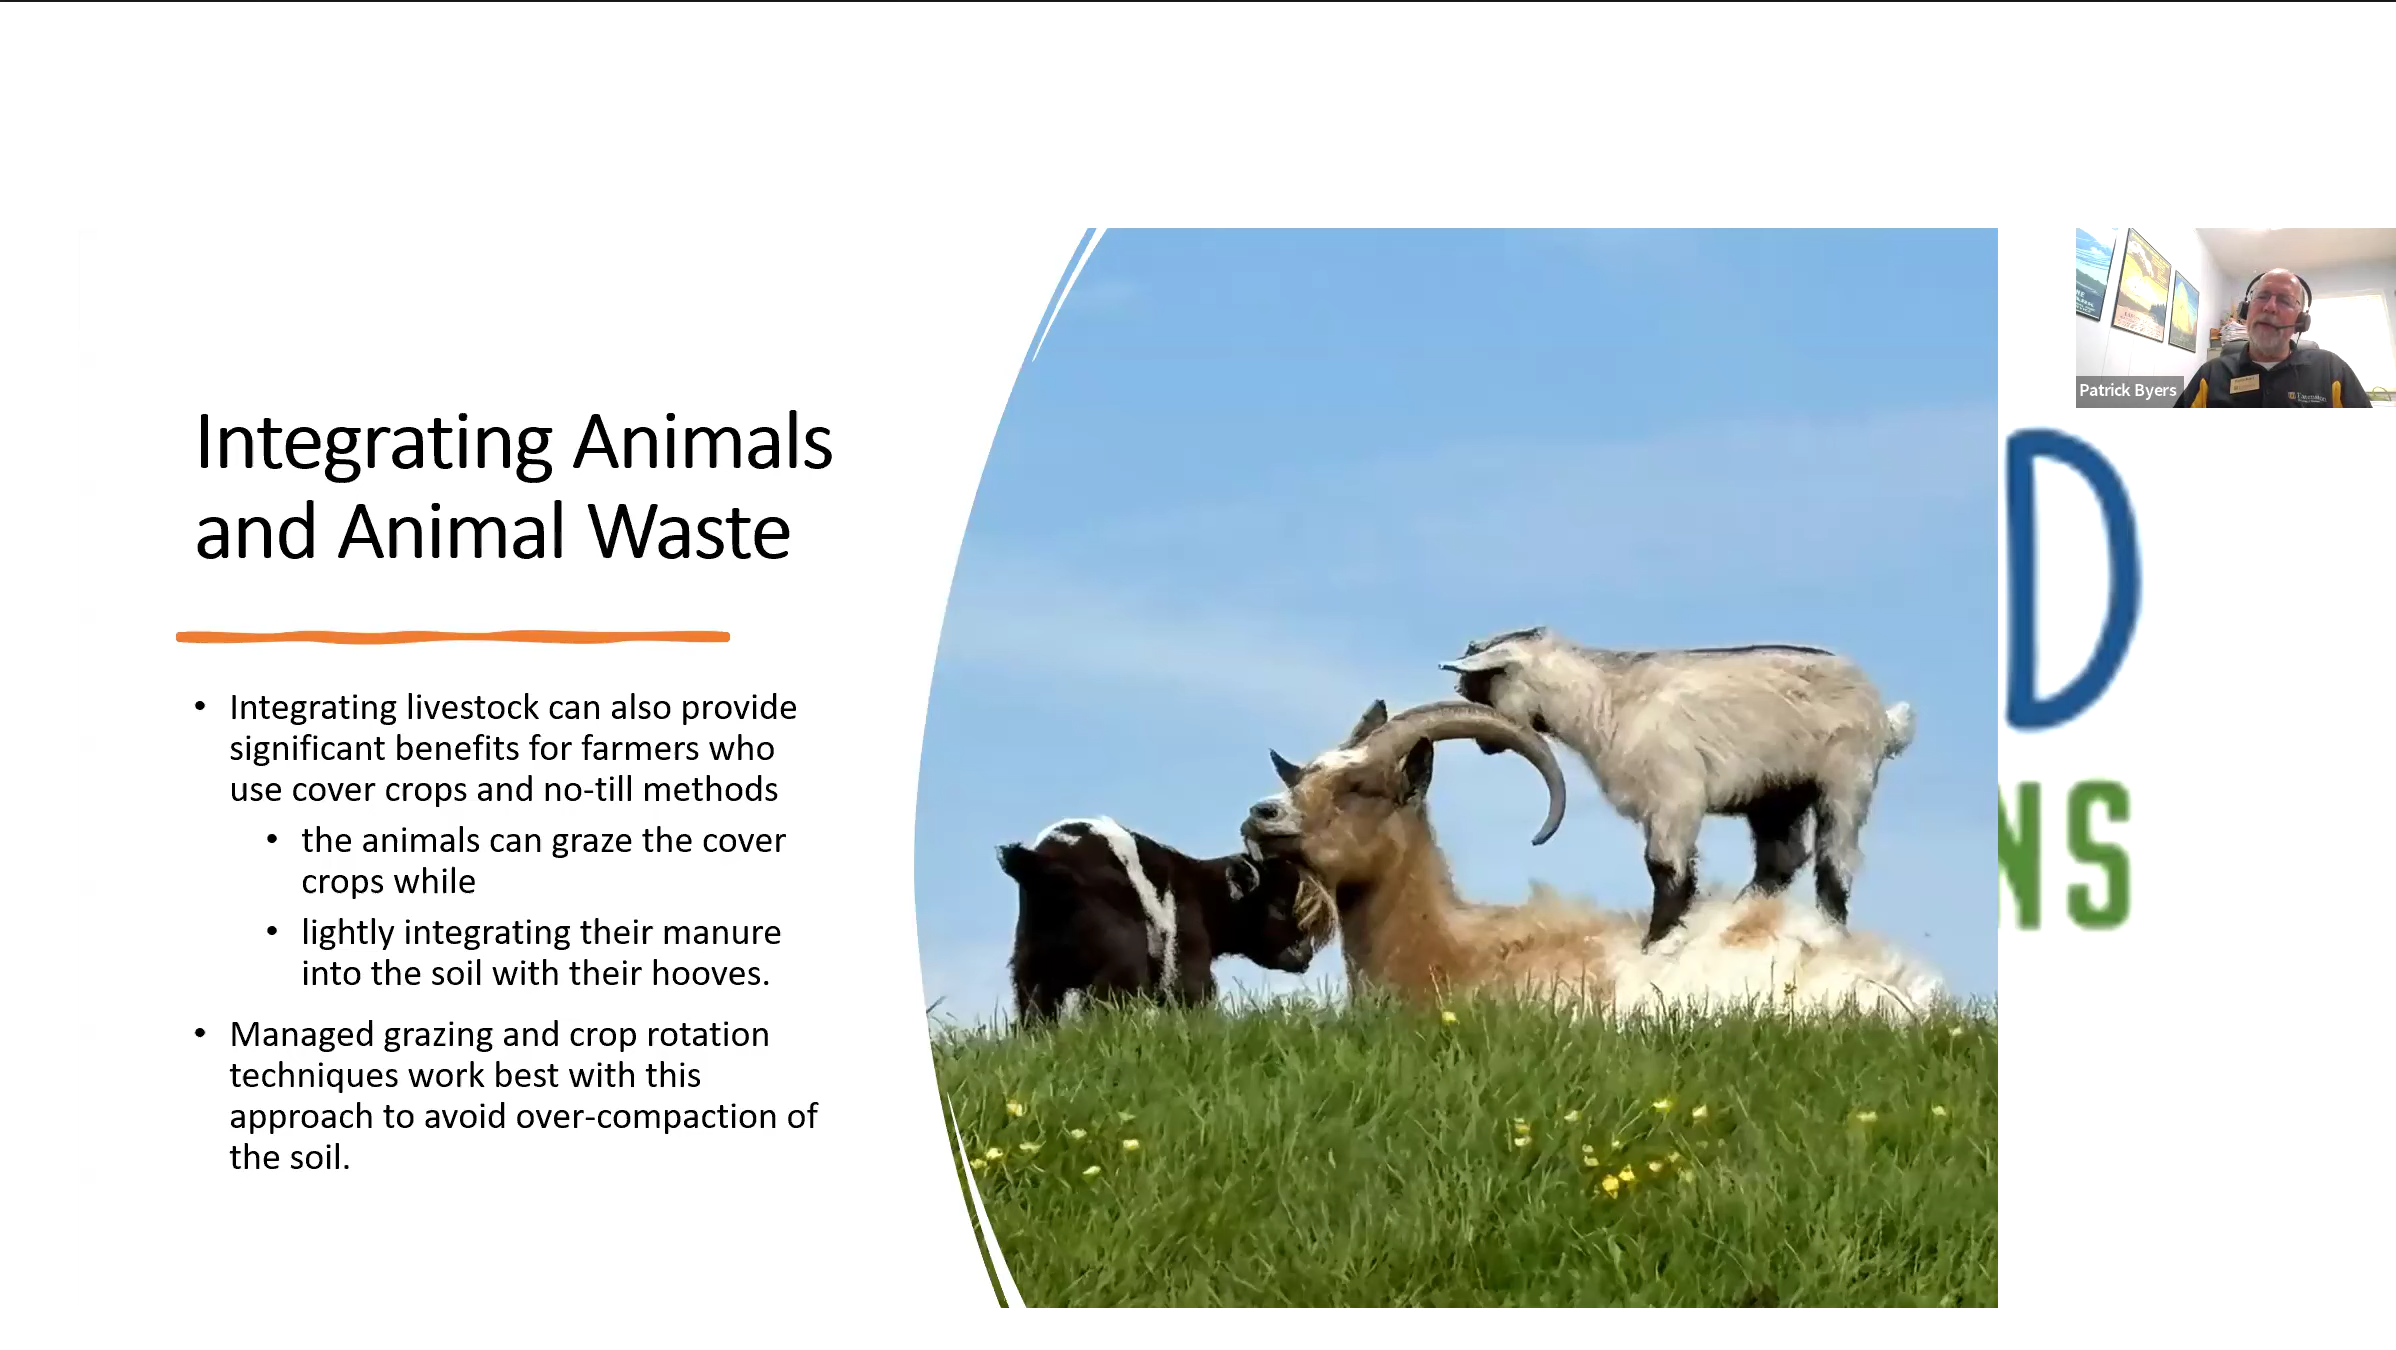 Integrating Animals
and Animal Waste
• Integrating livestock can also provide
significant benefits for farmers who
use cover crops and no-till methods
• the animals can graze the cover
crops while
• lightly integrating their manure
into the soil with their hooves.
• Managed grazing and crop rotation
techniques work best with this
approach to avoid over-compaction of
the soil.
Patrick Byers
D
NS